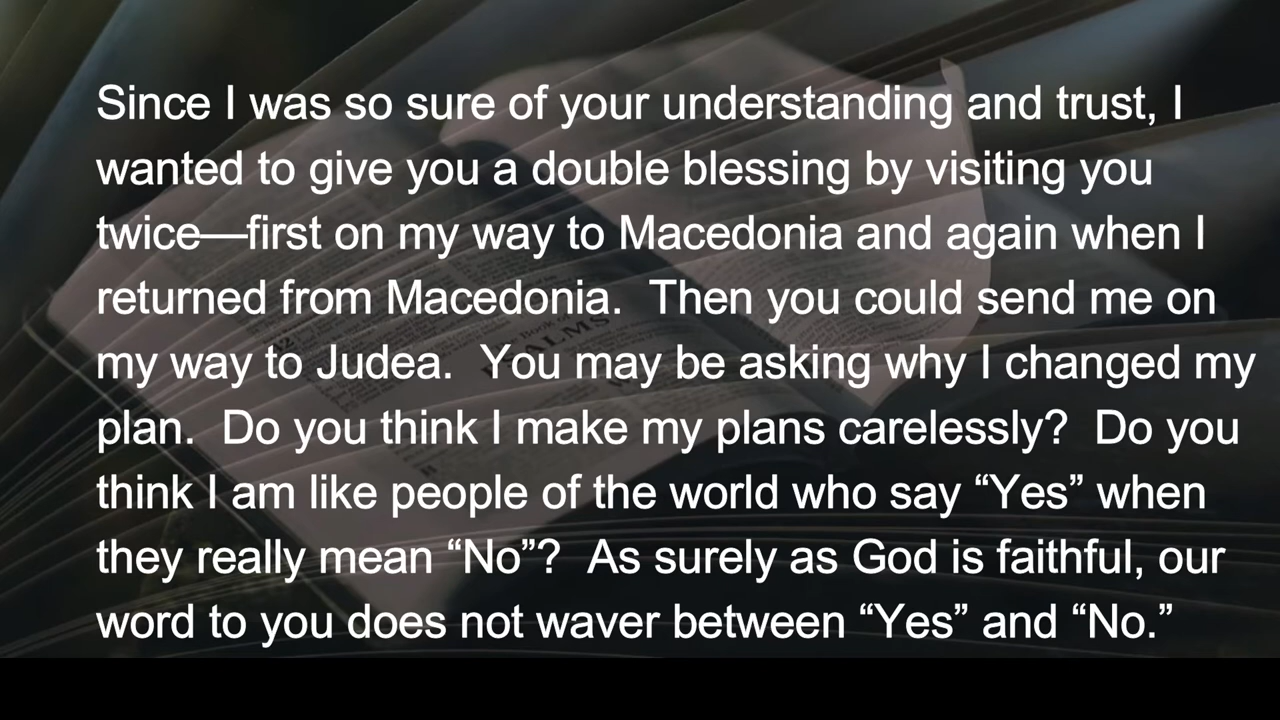 Since I was so sure of your understanding and trust, I
wanted to give you a double blessing by visiting you
twice—first on my way to Macedonia and again when I
returned from Macedonia.  Then you could send me on
my way to Judea.  You may be asking why I changed my
plan.  Do you think I make my plans carelessly?  Do you
think I am like people of the world who say “Yes” when
they really mean “No”?  As surely as God is faithful, our
word to you does not waver between “Yes” and “No.”